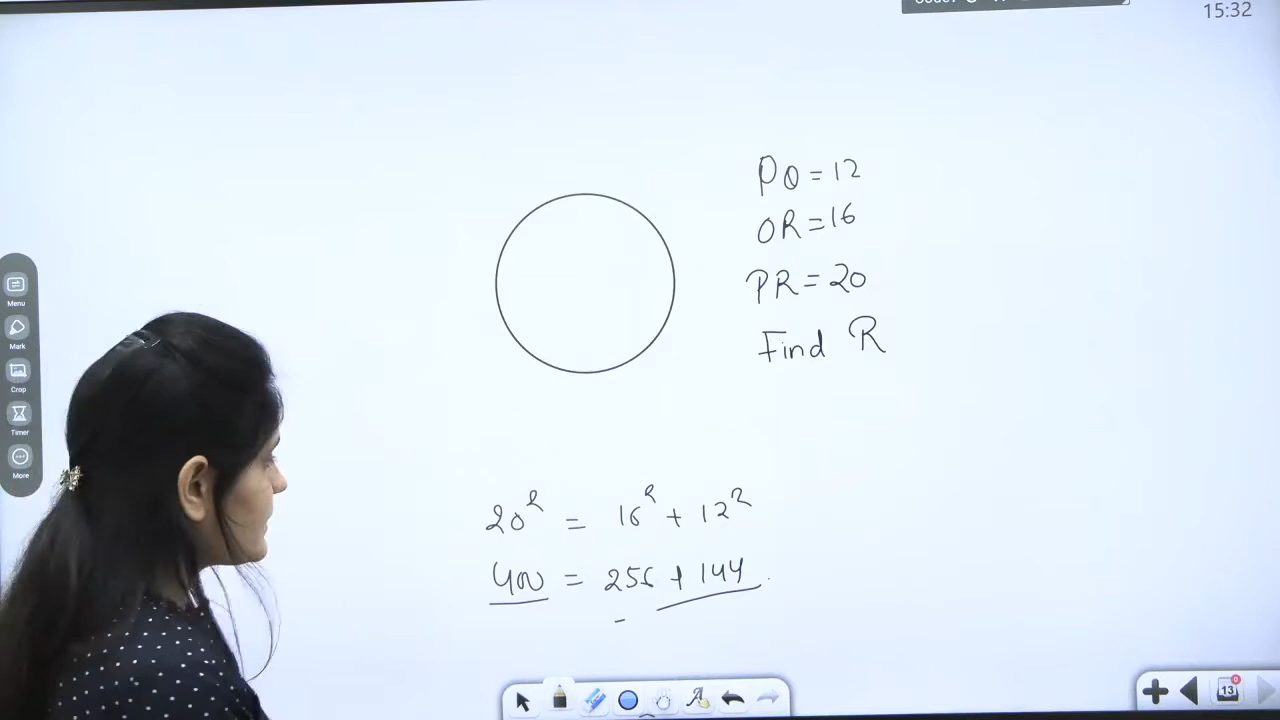 15:32
PQ = 12
QR = 16
PR = 20
Find R
20² = 16² + 12²
400 = 256 + 144
Menu
Mark
Crop
Timer
More
13